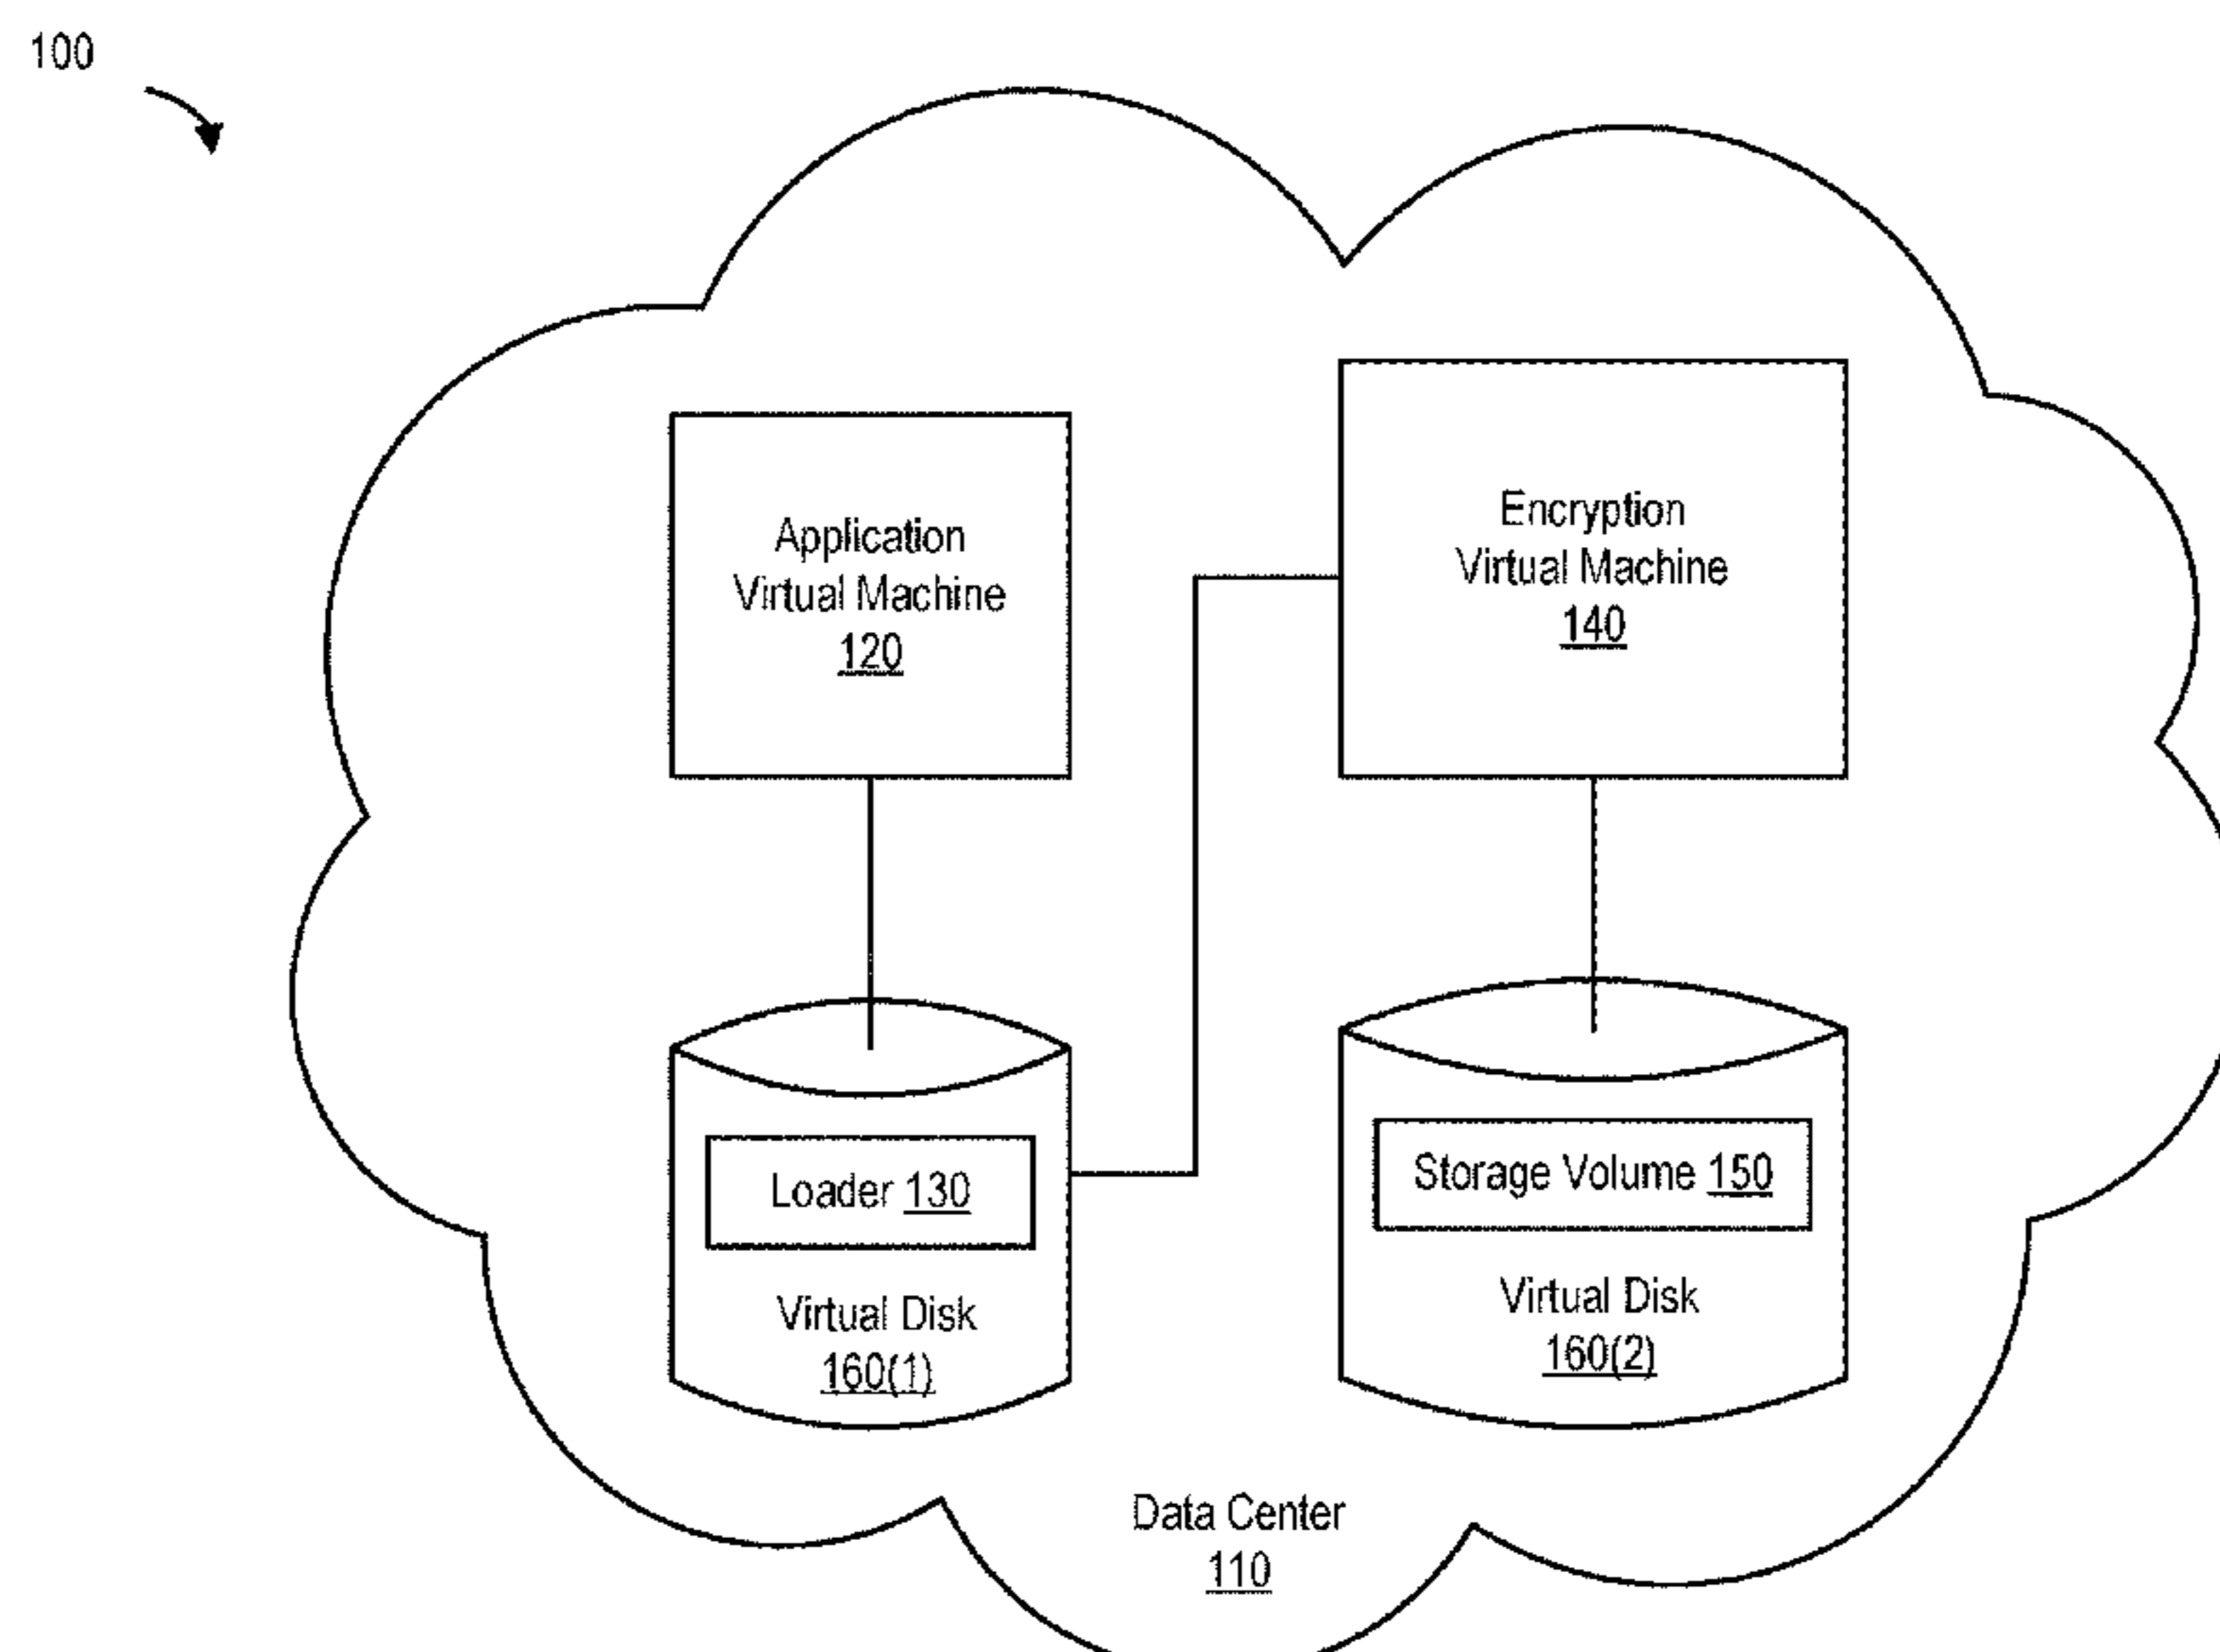 100
Application
Virtual Machine
120
Encryption
Virtual Machine
140
Loader 130
Virtual Disk
160(1)
Storage Volume 150
Virtual Disk
160(2)
Data Center
110